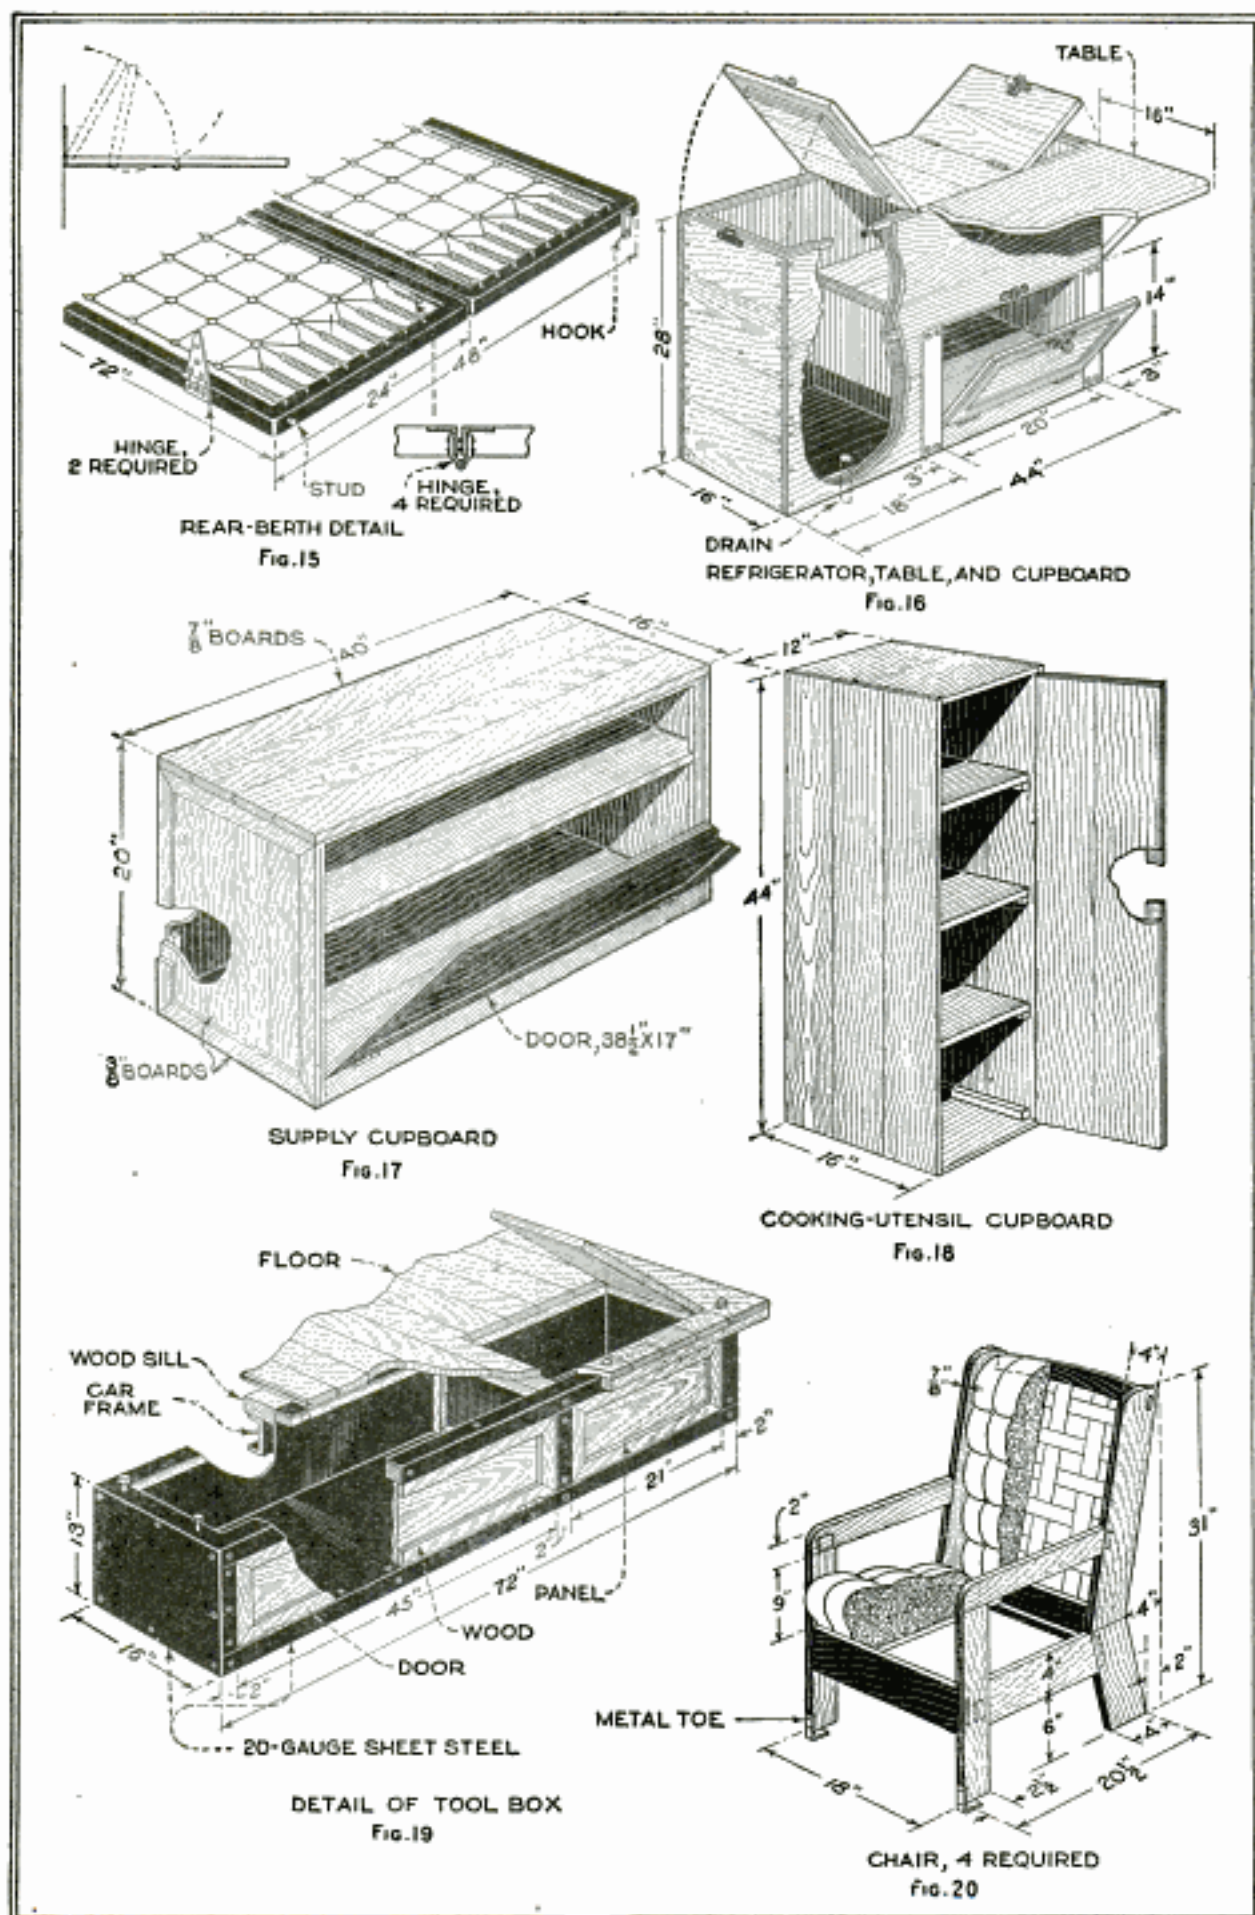 72"
24"
48"
HOOK
HINGE,
2 REQUIRED
STUD
HINGE,
4 REQUIRED
REAR-BERTH DETAIL
FIG.15
TABLE
16"
28"
14"
20"
3"
18"
44"
16"
DRAIN
REFRIGERATOR, TABLE, AND CUPBOARD
FIG.16
7/8" BOARDS
40"
16"
20"
BOARDS
DOOR, 38 1/2" X 17"
SUPPLY CUPBOARD
FIG.17
12"
44"
16"
COOKING-UTENSIL CUPBOARD
FIG.18
FLOOR
WOOD SILL
CAR
FRAME
13"
2"
21"
2"
72"
45"
PANEL
WOOD
DOOR
2"
20-GAUGE SHEET STEEL
DETAIL OF TOOL BOX
FIG.19
4"
7/8"
2"
31"
9"
4"
4"
2"
6"
4"
METAL TOE
18"
2 1/2"
20 1/2"
CHAIR, 4 REQUIRED
FIG.20